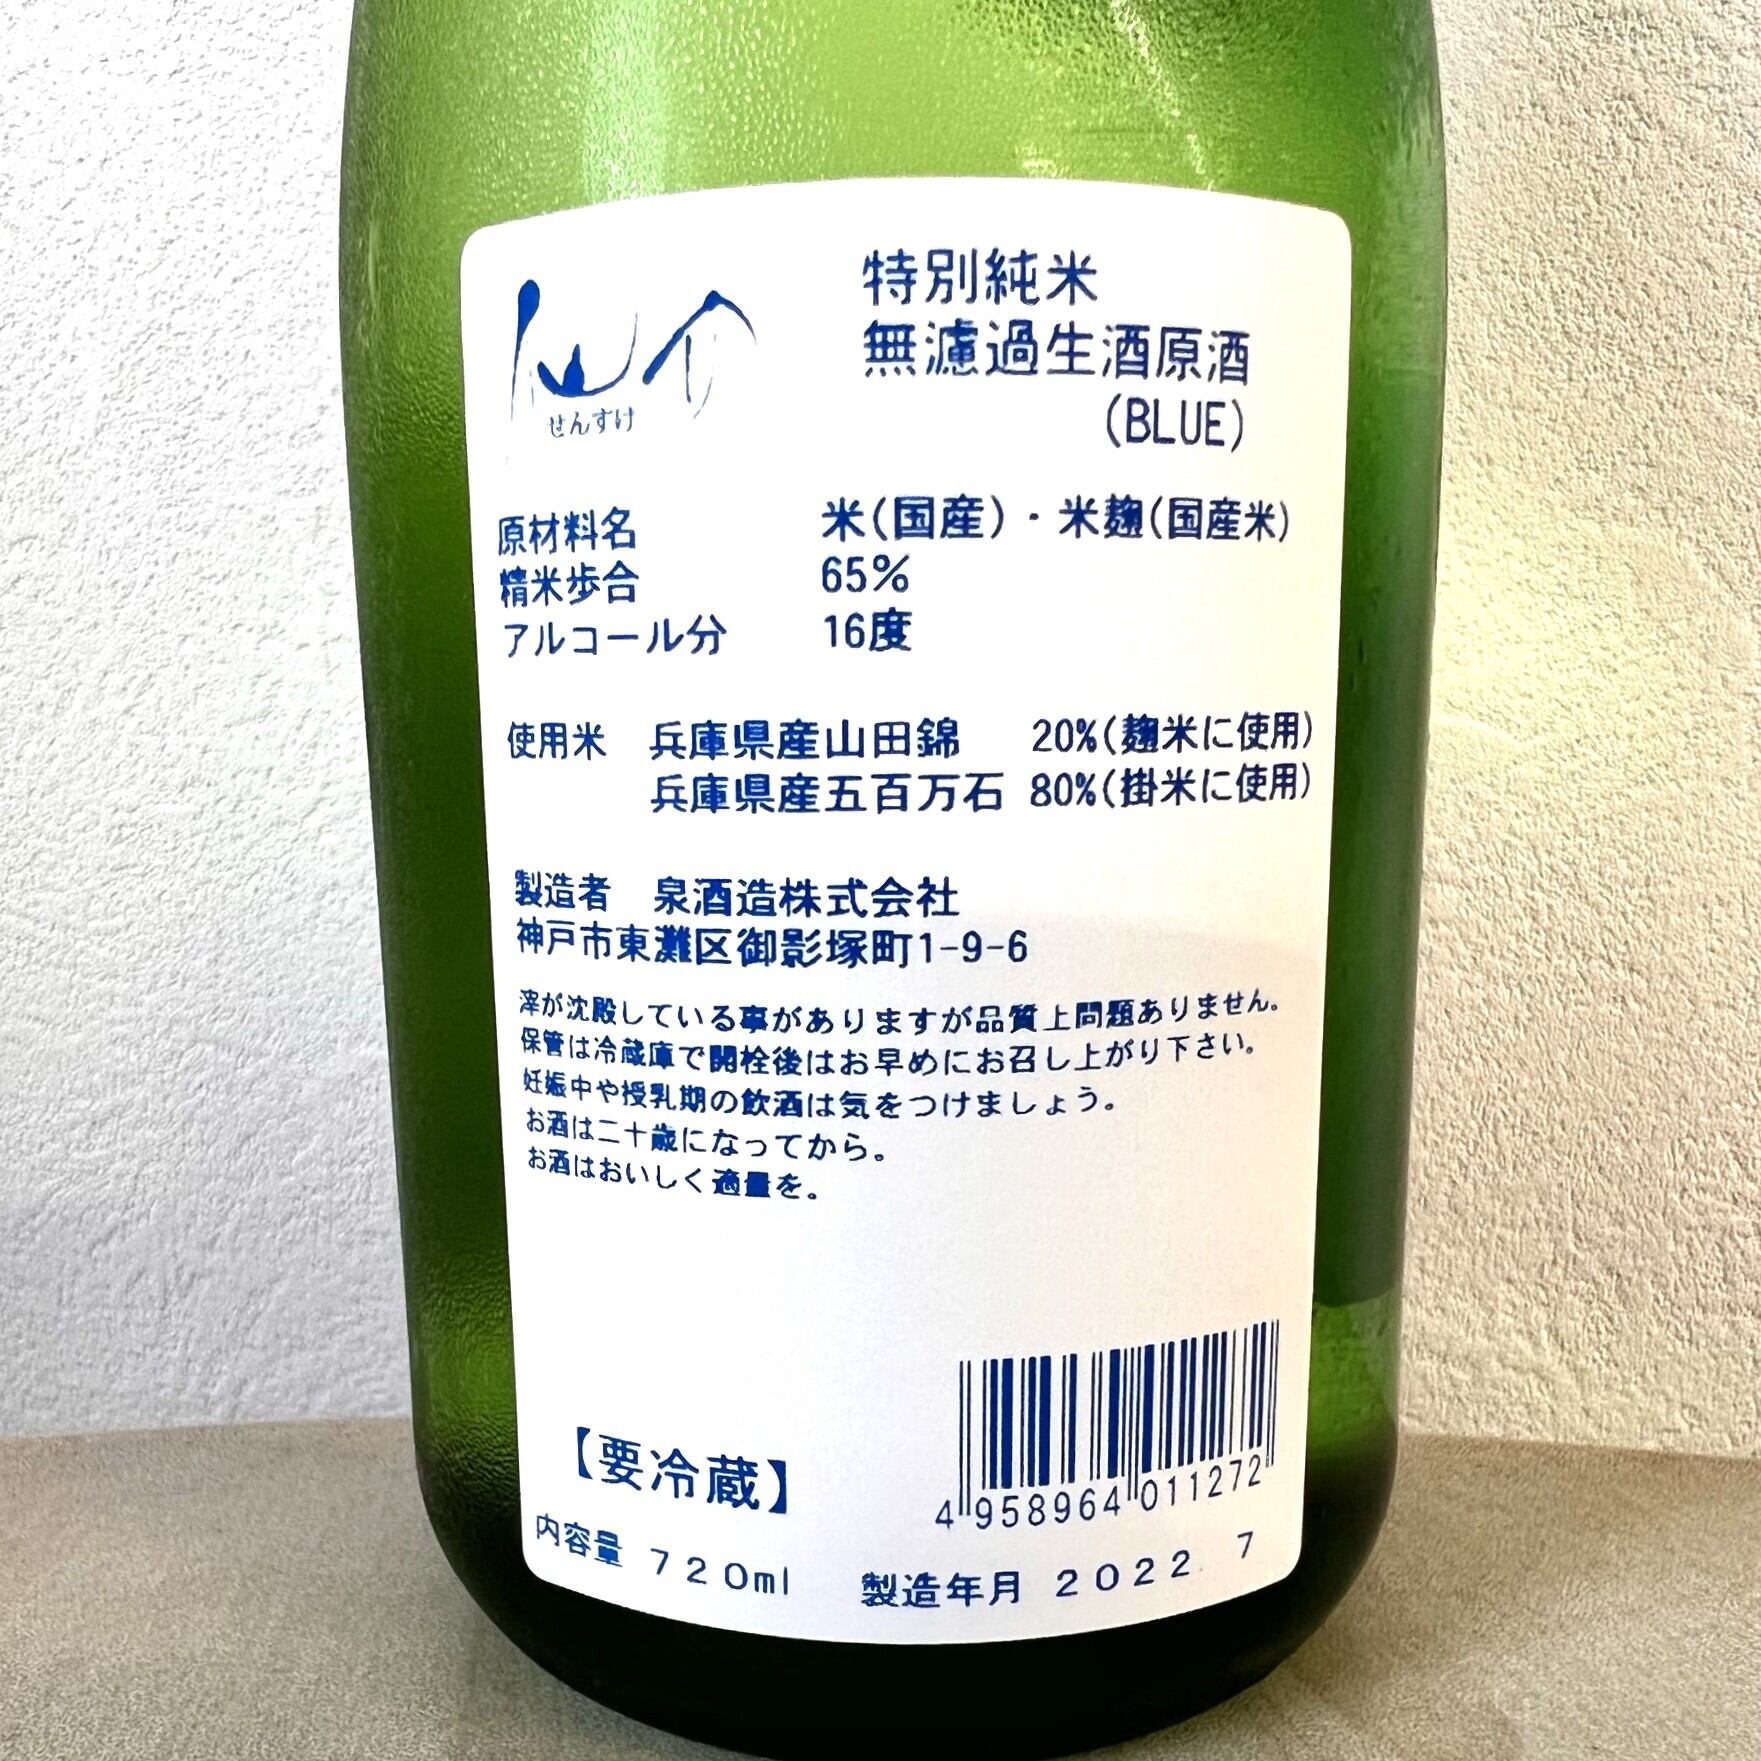 仙介
せんすけ
特別純米
無濾過生酒原酒
(BLUE)
原材料名 米(国産)・米麹(国産米)
精米歩合 65%
アルコール分 16度
使用米 兵庫県産山田錦 20%(麹米に使用)
兵庫県産五百万石 80%(掛米に使用)
製造者 泉酒造株式会社
神戸市東灘区御影塚町1-9-6
滓が沈殿している事がありますが品質上問題ありません。
保管は冷蔵庫で開栓後はお早めにお召し上がり下さい。
妊娠中や授乳期の飲酒は気をつけましょう。
お酒は二十歳になってから。
お酒はおいしく適量を。
【要冷蔵】
4 958964 011272
内容量 720ml
製造年月 2022. 7